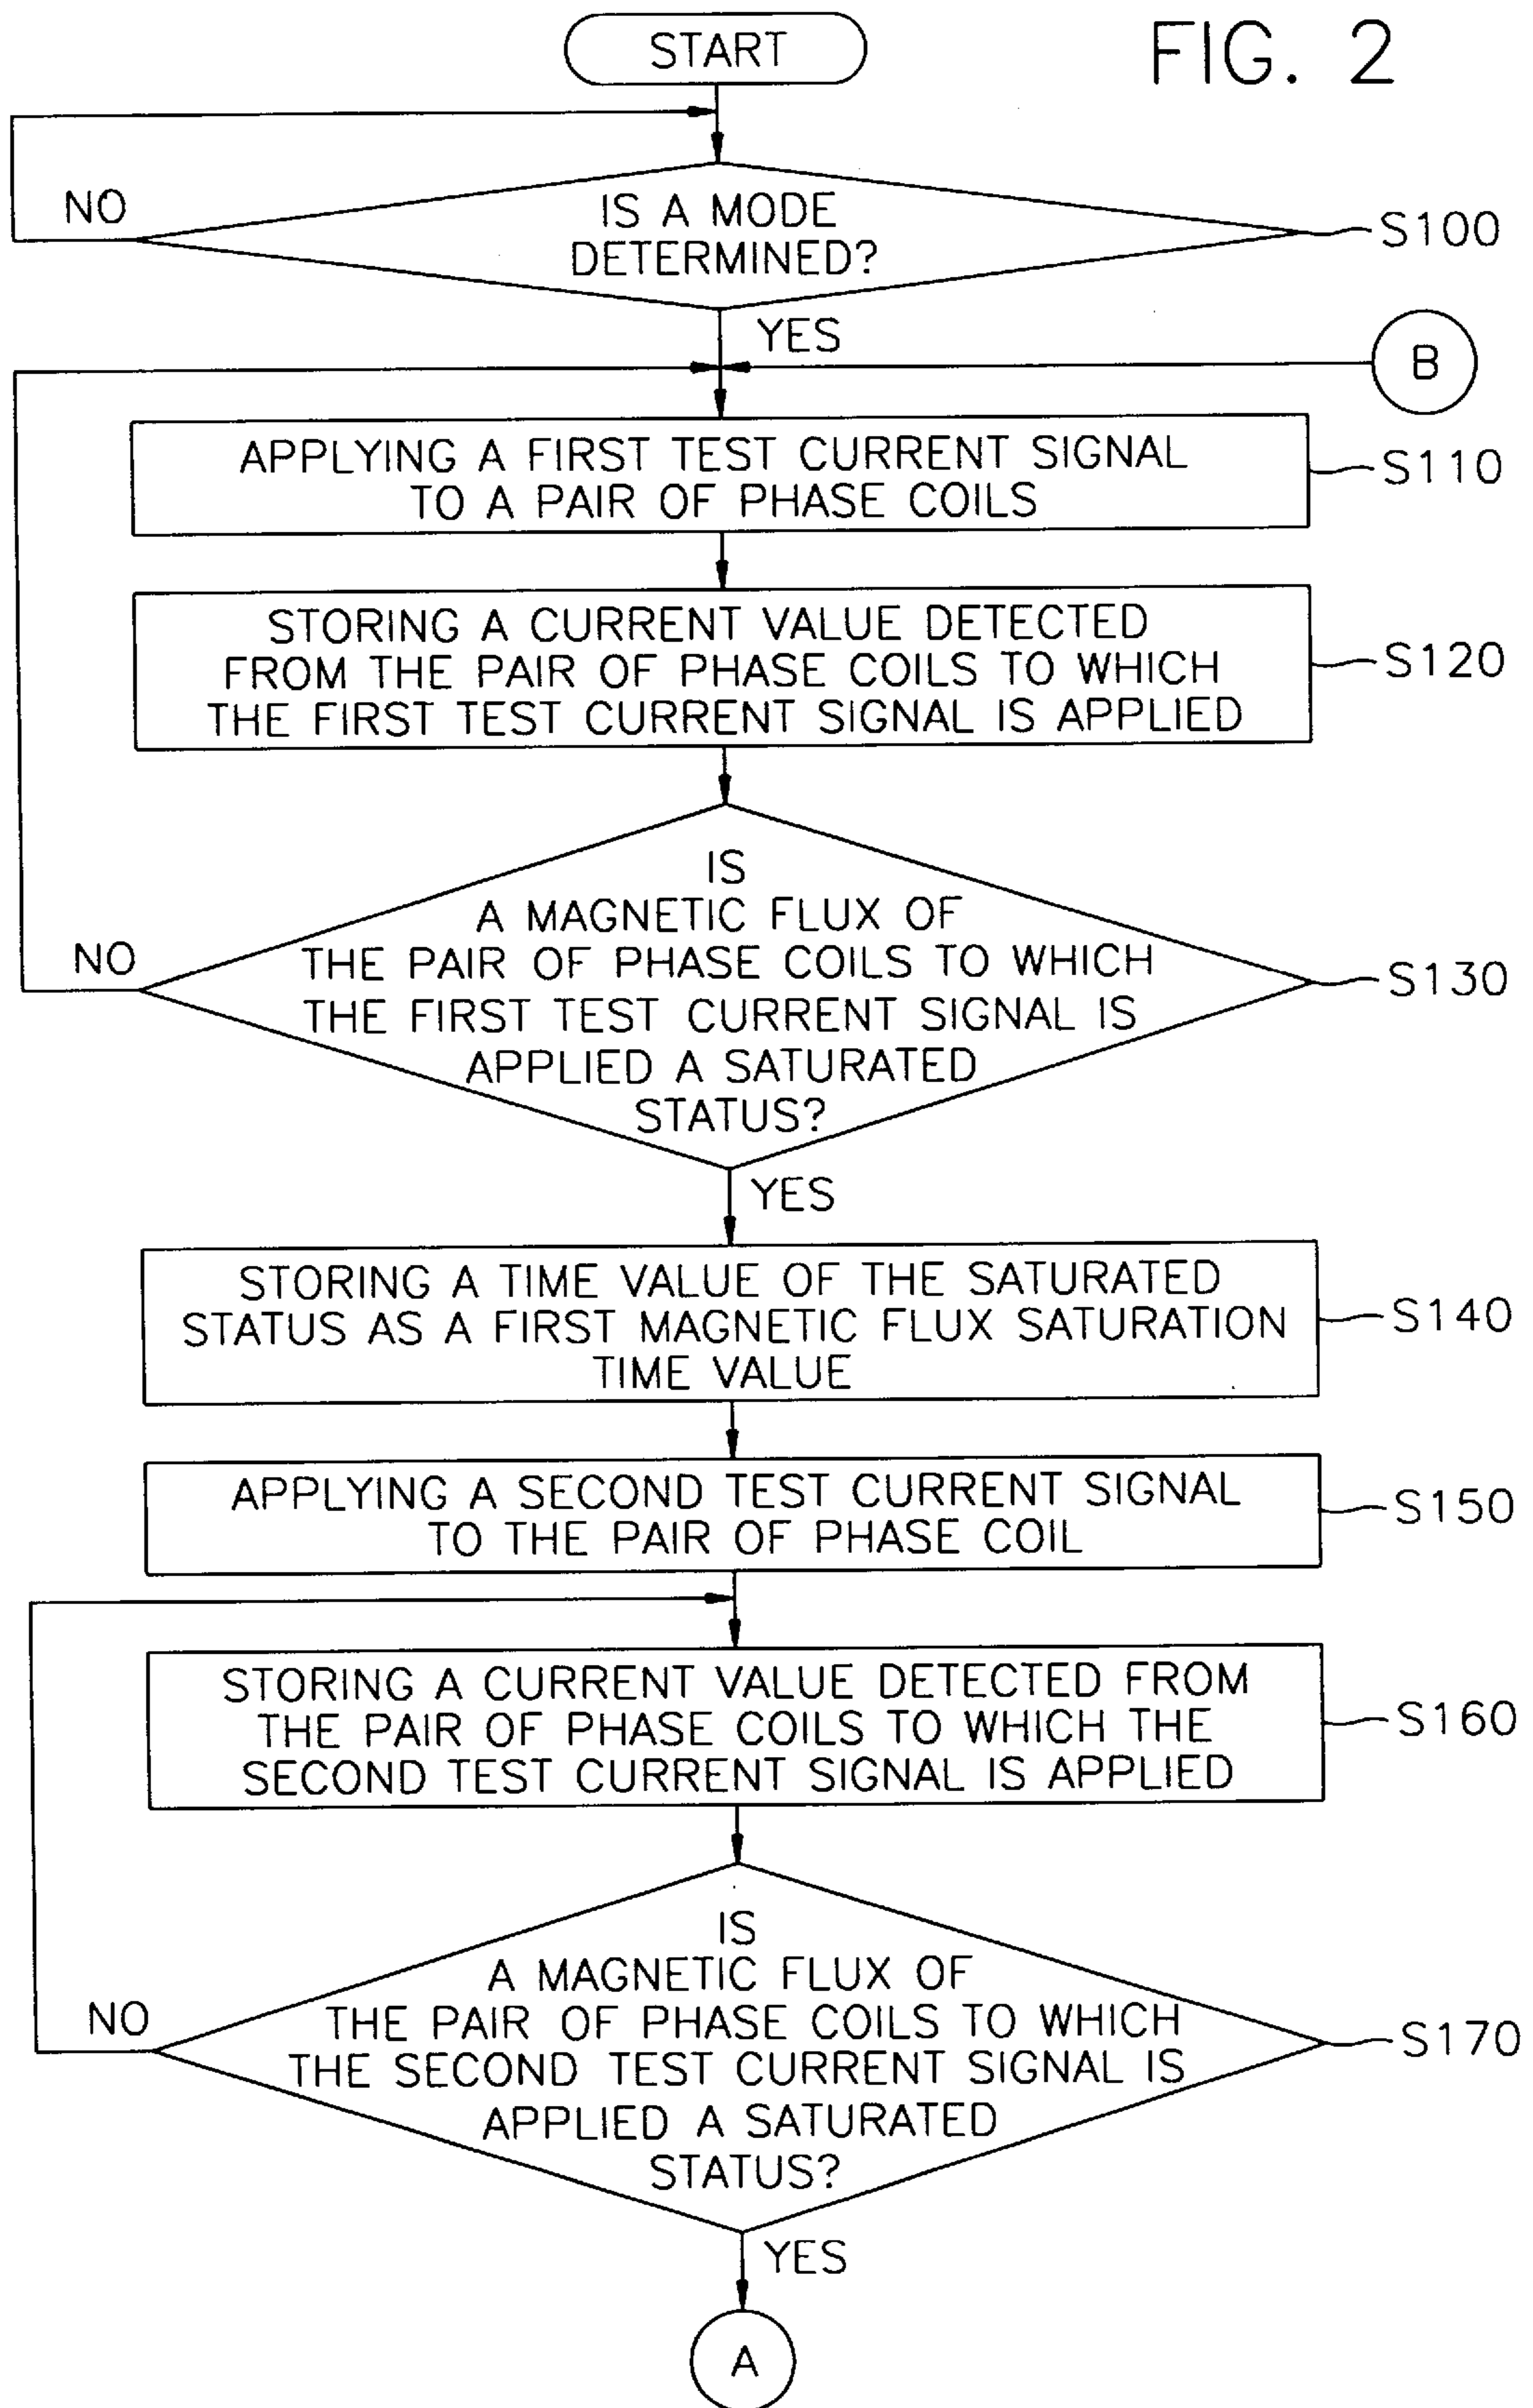 FIG. 2
START
IS A MODE
DETERMINED?
NO
S100
YES
B
APPLYING A FIRST TEST CURRENT SIGNAL
TO A PAIR OF PHASE COILS
S110
STORING A CURRENT VALUE DETECTED
FROM THE PAIR OF PHASE COILS TO WHICH
THE FIRST TEST CURRENT SIGNAL IS APPLIED
S120
IS
A MAGNETIC FLUX OF
THE PAIR OF PHASE COILS TO WHICH
THE FIRST TEST CURRENT SIGNAL IS
APPLIED A SATURATED
STATUS?
NO
S130
YES
STORING A TIME VALUE OF THE SATURATED
STATUS AS A FIRST MAGNETIC FLUX SATURATION
TIME VALUE
S140
APPLYING A SECOND TEST CURRENT SIGNAL
TO THE PAIR OF PHASE COIL
S150
STORING A CURRENT VALUE DETECTED FROM
THE PAIR OF PHASE COILS TO WHICH THE
SECOND TEST CURRENT SIGNAL IS APPLIED
S160
IS
A MAGNETIC FLUX OF
THE PAIR OF PHASE COILS TO WHICH
THE SECOND TEST CURRENT SIGNAL IS
APPLIED A SATURATED
STATUS?
NO
S170
YES
A